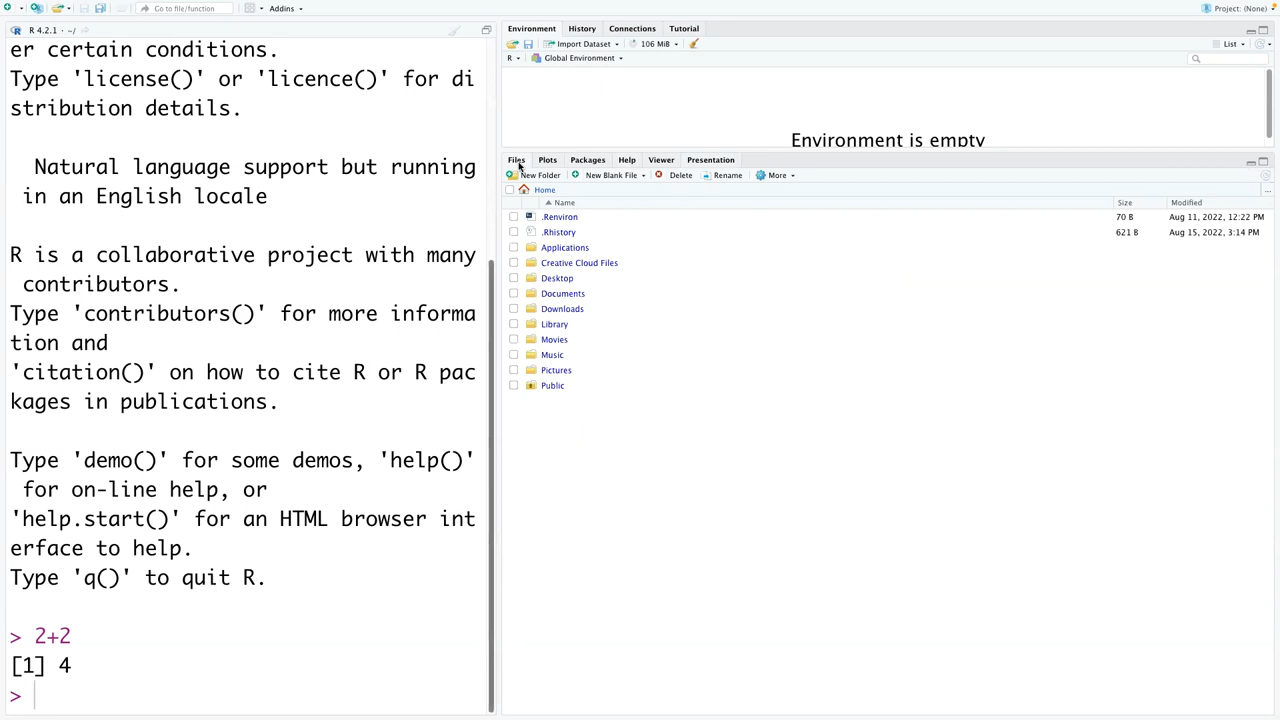 Go to file/function
Addins
Project: (None)
R 4.2.1 · ~/
er certain conditions.
Type 'license()' or 'licence()' for di
stribution details.
Natural language support but running
in an English locale
R is a collaborative project with many
contributors.
Type 'contributors()' for more informa
tion and
'citation()' on how to cite R or R pac
kages in publications.
Type 'demo()' for some demos, 'help()'
for on-line help, or
'help.start()' for an HTML browser int
erface to help.
Type 'q()' to quit R.
> 2+2
[1] 4
>
Environment History Connections Tutorial
Import Dataset 106 MiB List
R Global Environment
Environment is empty
Files Plots Packages Help Viewer Presentation
New Folder New Blank File Delete Rename More
Home ...
Name Size Modified
.Renviron 70 B Aug 11, 2022, 12:22 PM
.Rhistory 621 B Aug 15, 2022, 3:14 PM
Applications
Creative Cloud Files
Desktop
Documents
Downloads
Library
Movies
Music
Pictures
Public